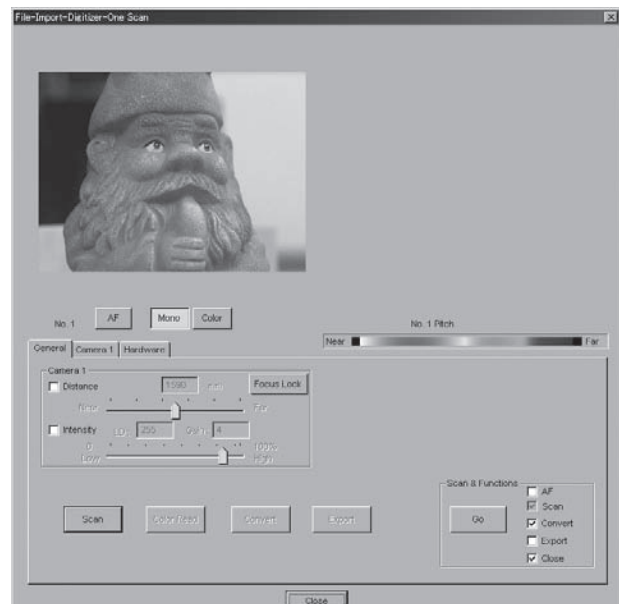 File-Import-Digitizer-One Scan
No. 1 AF Mono Color
No. 1 Pitch
Near Far
General Camera 1 Hardware
Camera 1
Distance 1590 mm Focus Lock
Near Far
Intensity 255 4
0 100%
Low High
Scan Color Read Convert Export
Scan & Functions
Go
AF
Scan
Convert
Export
Close
Close